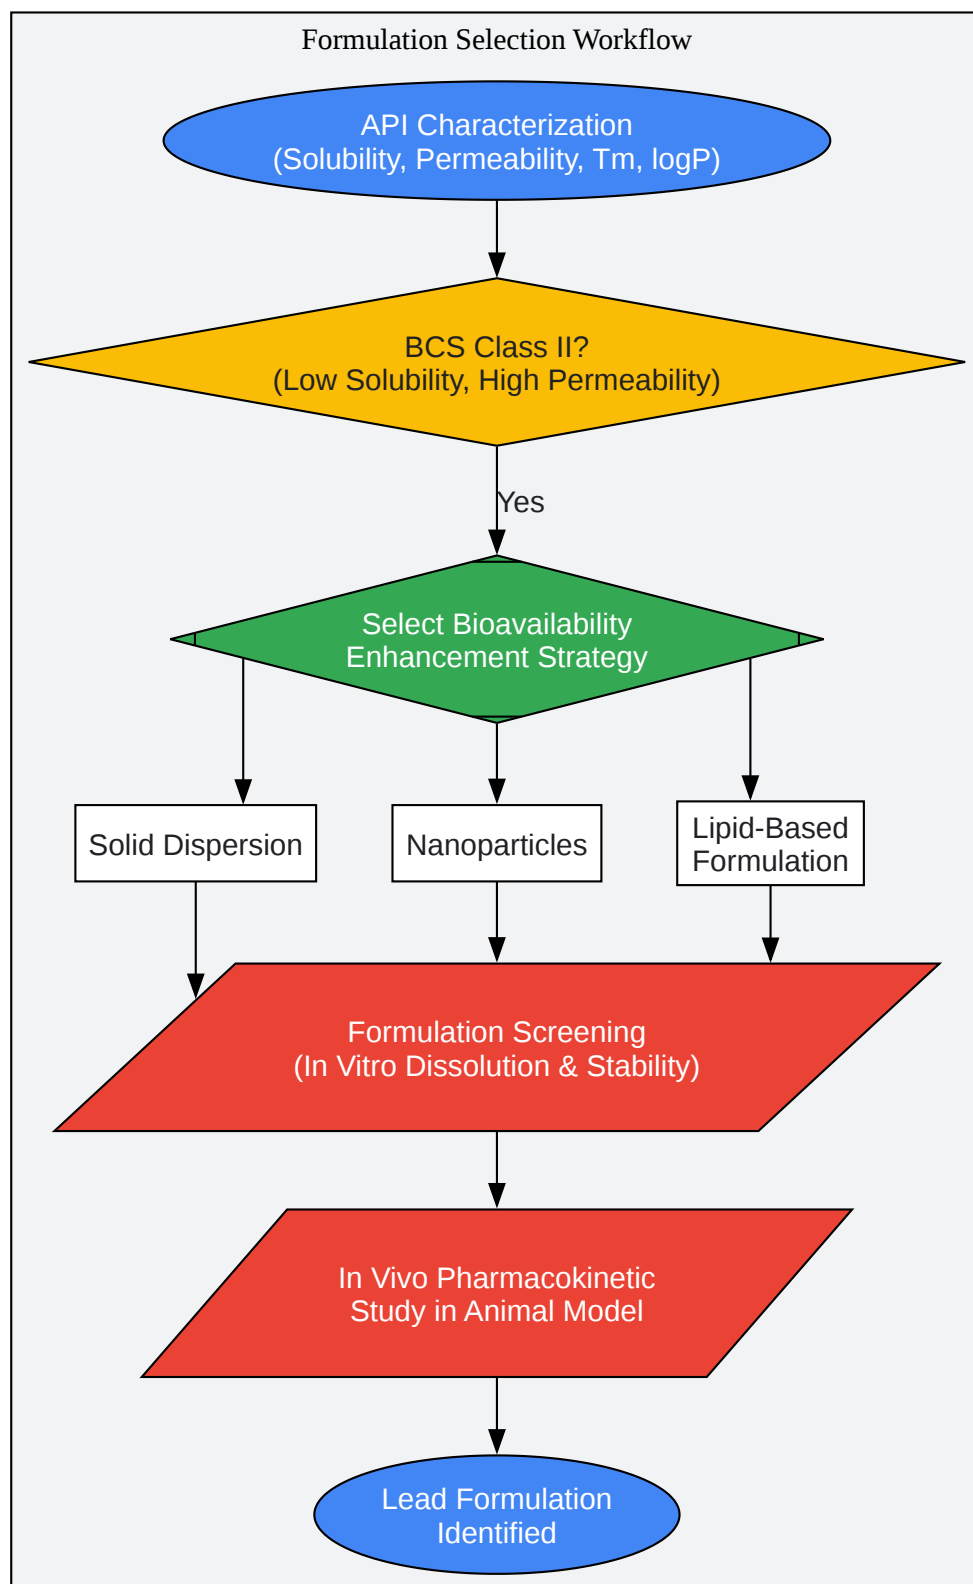 Formulation Selection Workflow
API Characterization
(Solubility, Permeability, Tm, logP)
BCS Class II?
(Low Solubility, High Permeability)
Yes
Select Bioavailability
Enhancement Strategy
Solid Dispersion
Nanoparticles
Lipid-Based
Formulation
Formulation Screening
(In Vitro Dissolution & Stability)
In Vivo Pharmacokinetic
Study in Animal Model
Lead Formulation
Identified